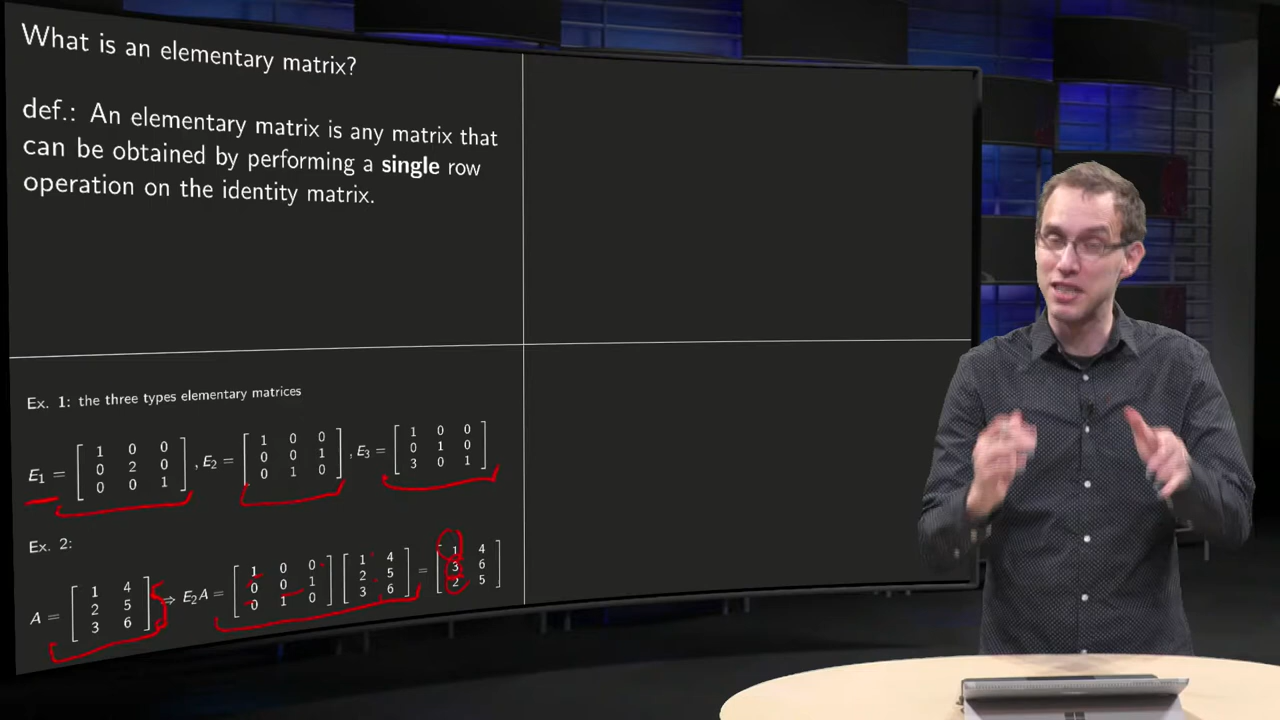 What is an elementary matrix?
def.: An elementary matrix is any matrix that
can be obtained by performing a single row
operation on the identity matrix.
Ex. 1: the three types elementary matrices
E₁ = [ 1 0 0 ; 0 2 0 ; 0 0 1 ], E₂ = [ 1 0 0 ; 0 0 1 ; 0 1 0 ], E₃ = [ 1 0 0 ; 0 1 0 ; 3 0 1 ]
Ex. 2:
A = [ 1 4 ; 2 5 ; 3 6 ] ⇒ E₂A = [ 1 0 0 ; 0 0 1 ; 0 1 0 ] [ 1 4 ; 2 5 ; 3 6 ] = [ 1 4 ; 3 6 ; 2 5 ]